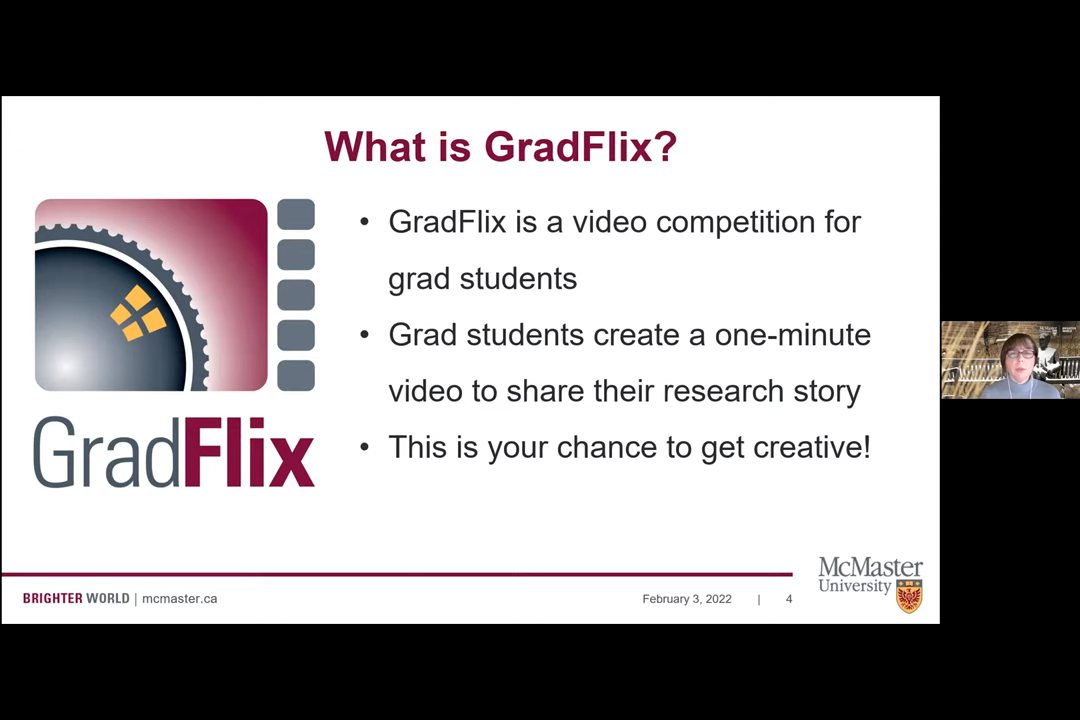 What is GradFlix?
GradFlix
• GradFlix is a video competition for
grad students
• Grad students create a one-minute
video to share their research story
• This is your chance to get creative!
BRIGHTER WORLD | mcmaster.ca
February 3, 2022 | 4
McMaster
University
McMaster